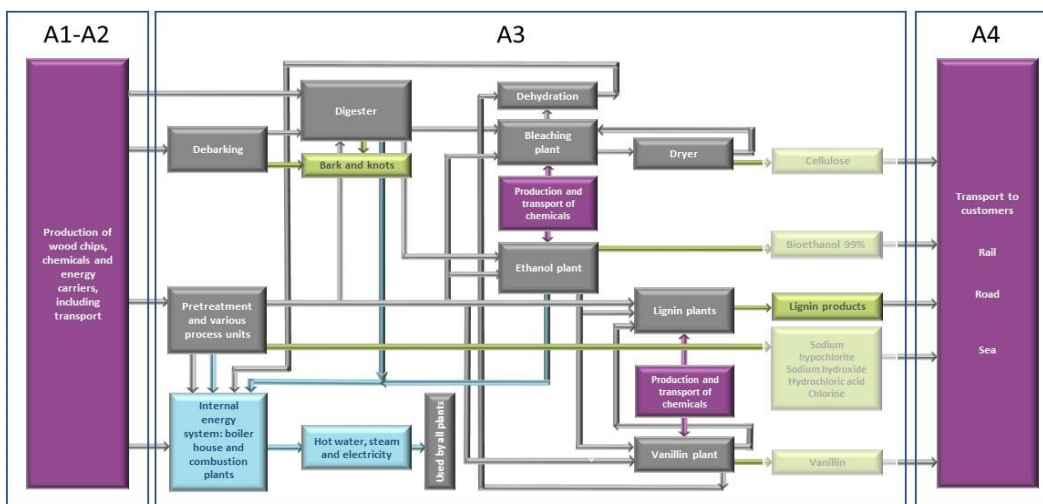 A1-A2
A3
A4
Production of
wood chips,
chemicals and
energy
carriers,
including
transport
Debarking
Digester
Bark and knots
Dehydration
Bleaching
plant
Dryer
Cellulose
Production and
transport of
chemicals
Ethanol plant
Bioethanol 99%
Pretreatment
and various
process units
Lignin plants
Lignin products
Sodium
hypochlorite
Sodium hydroxide
Hydrochloric acid
Chlorine
Production and
transport of
chemicals
Internal
energy
system: boiler
house and
combustion
plants
Hot water, steam
and electricity
Used by all plants
Vanillin plant
Vanillin
Transport to
customers
Rail
Road
Sea